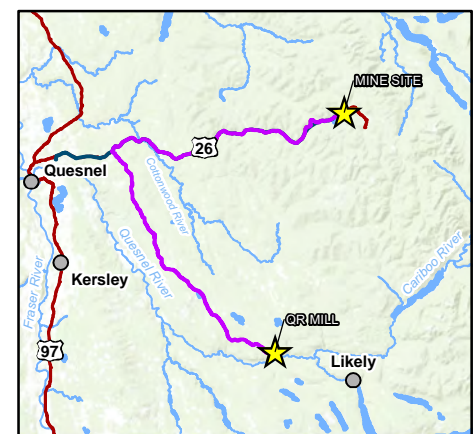 MINE SITE
26
Quesnel
Cottonwood River
Cariboo River
Quesnel River
Kersley
Fraser River
QR MILL
97
Likely